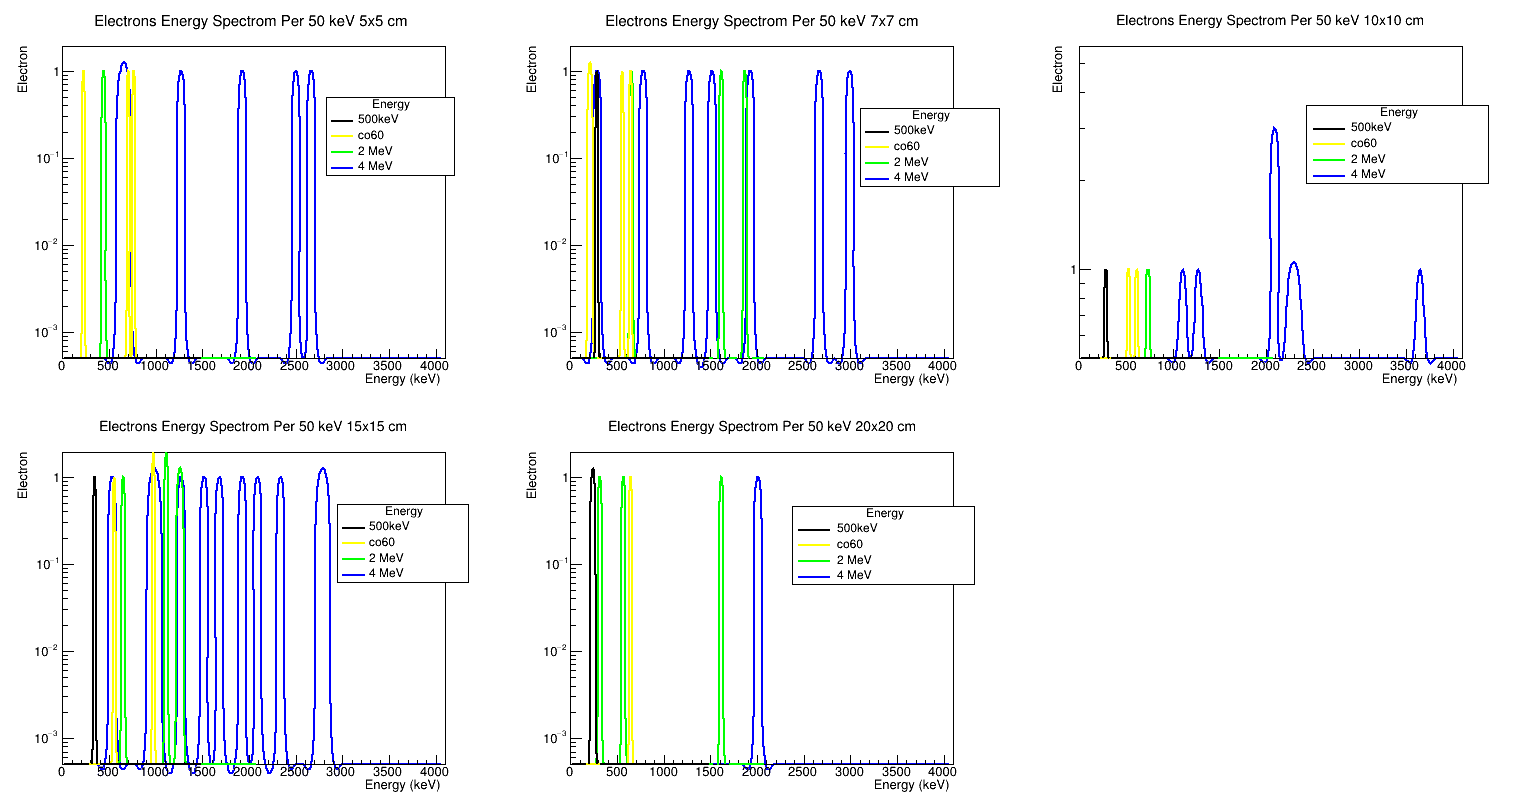 Electrons Energy Spectrom Per 50 keV 5x5 cm
Electron
1
10⁻¹
10⁻²
10⁻³
Energy
500keV
co60
2 MeV
4 MeV
0 500 1000 1500 2000 2500 3000 3500 4000
Energy (keV)
Electrons Energy Spectrom Per 50 keV 7x7 cm
Electron
1
10⁻¹
10⁻²
10⁻³
Energy
500keV
co60
2 MeV
4 MeV
0 500 1000 1500 2000 2500 3000 3500 4000
Energy (keV)
Electrons Energy Spectrom Per 50 keV 10x10 cm
Electron
1
Energy
500keV
co60
2 MeV
4 MeV
0 500 1000 1500 2000 2500 3000 3500 4000
Energy (keV)
Electrons Energy Spectrom Per 50 keV 15x15 cm
Electron
1
10⁻¹
10⁻²
10⁻³
Energy
500keV
co60
2 MeV
4 MeV
0 500 1000 1500 2000 2500 3000 3500 4000
Energy (keV)
Electrons Energy Spectrom Per 50 keV 20x20 cm
Electron
1
10⁻¹
10⁻²
10⁻³
Energy
500keV
co60
2 MeV
4 MeV
0 500 1000 1500 2000 2500 3000 3500 4000
Energy (keV)